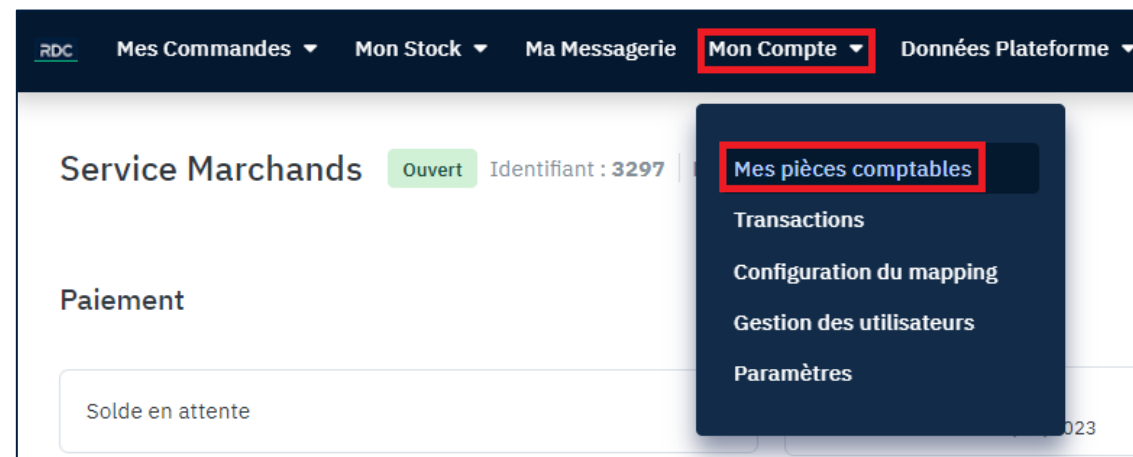 RDC Mes Commandes Mon Stock Ma Messagerie Mon Compte Données Plateforme
Service Marchands Ouvert Identifiant : 3297
Mes pièces comptables
Transactions
Configuration du mapping
Paiement
Gestion des utilisateurs
Paramètres
Solde en attente
023